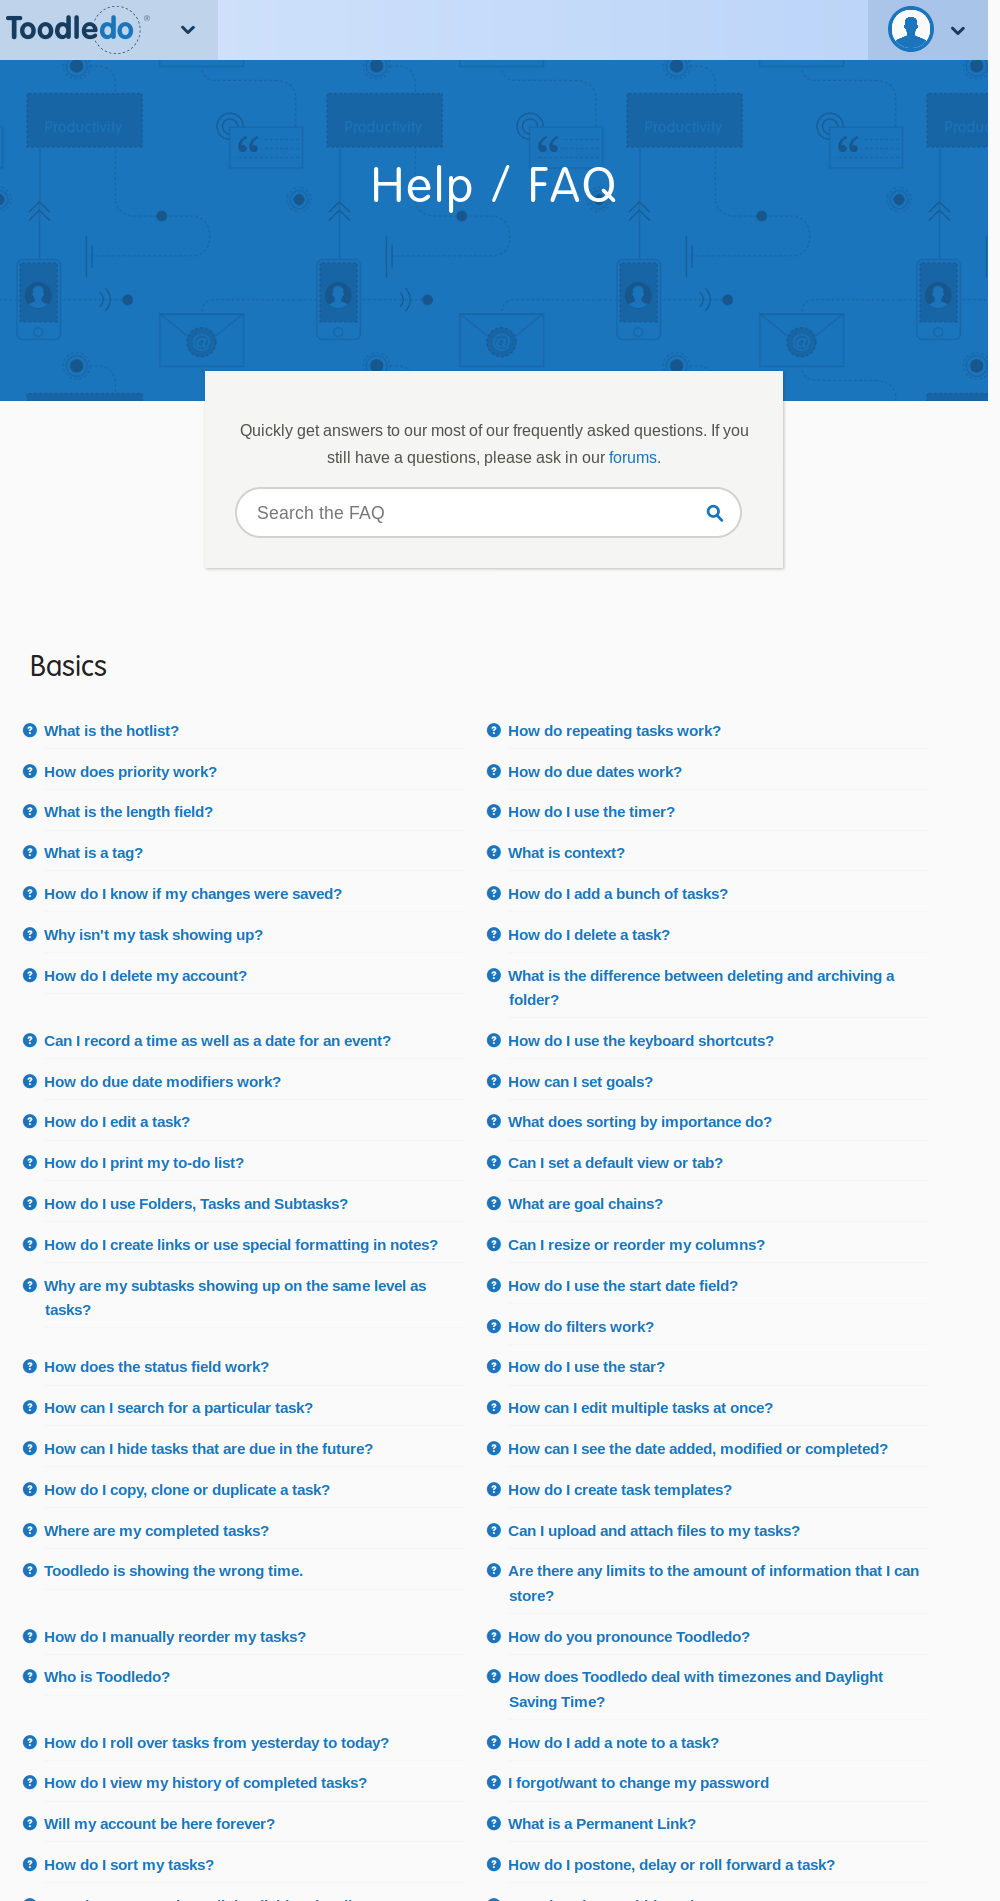 Toodledo ®
Productivity Productivity Productivity Produ
Help / FAQ
Quickly get answers to our most of our frequently asked questions. If you
still have a questions, please ask in our forums.
Search the FAQ
Basics
What is the hotlist?
How do repeating tasks work?
How does priority work?
How do due dates work?
What is the length field?
How do I use the timer?
What is a tag?
What is context?
How do I know if my changes were saved?
How do I add a bunch of tasks?
Why isn't my task showing up?
How do I delete a task?
How do I delete my account?
What is the difference between deleting and archiving a
folder?
Can I record a time as well as a date for an event?
How do I use the keyboard shortcuts?
How do due date modifiers work?
How can I set goals?
How do I edit a task?
What does sorting by importance do?
How do I print my to-do list?
Can I set a default view or tab?
How do I use Folders, Tasks and Subtasks?
What are goal chains?
How do I create links or use special formatting in notes?
Can I resize or reorder my columns?
Why are my subtasks showing up on the same level as
tasks?
How do I use the start date field?
How do filters work?
How does the status field work?
How do I use the star?
How can I search for a particular task?
How can I edit multiple tasks at once?
How can I hide tasks that are due in the future?
How can I see the date added, modified or completed?
How do I copy, clone or duplicate a task?
How do I create task templates?
Where are my completed tasks?
Can I upload and attach files to my tasks?
Toodledo is showing the wrong time.
Are there any limits to the amount of information that I can
store?
How do I manually reorder my tasks?
How do you pronounce Toodledo?
Who is Toodledo?
How does Toodledo deal with timezones and Daylight
Saving Time?
How do I roll over tasks from yesterday to today?
How do I add a note to a task?
How do I view my history of completed tasks?
I forgot/want to change my password
Will my account be here forever?
What is a Permanent Link?
How do I sort my tasks?
How do I postone, delay or roll forward a task?